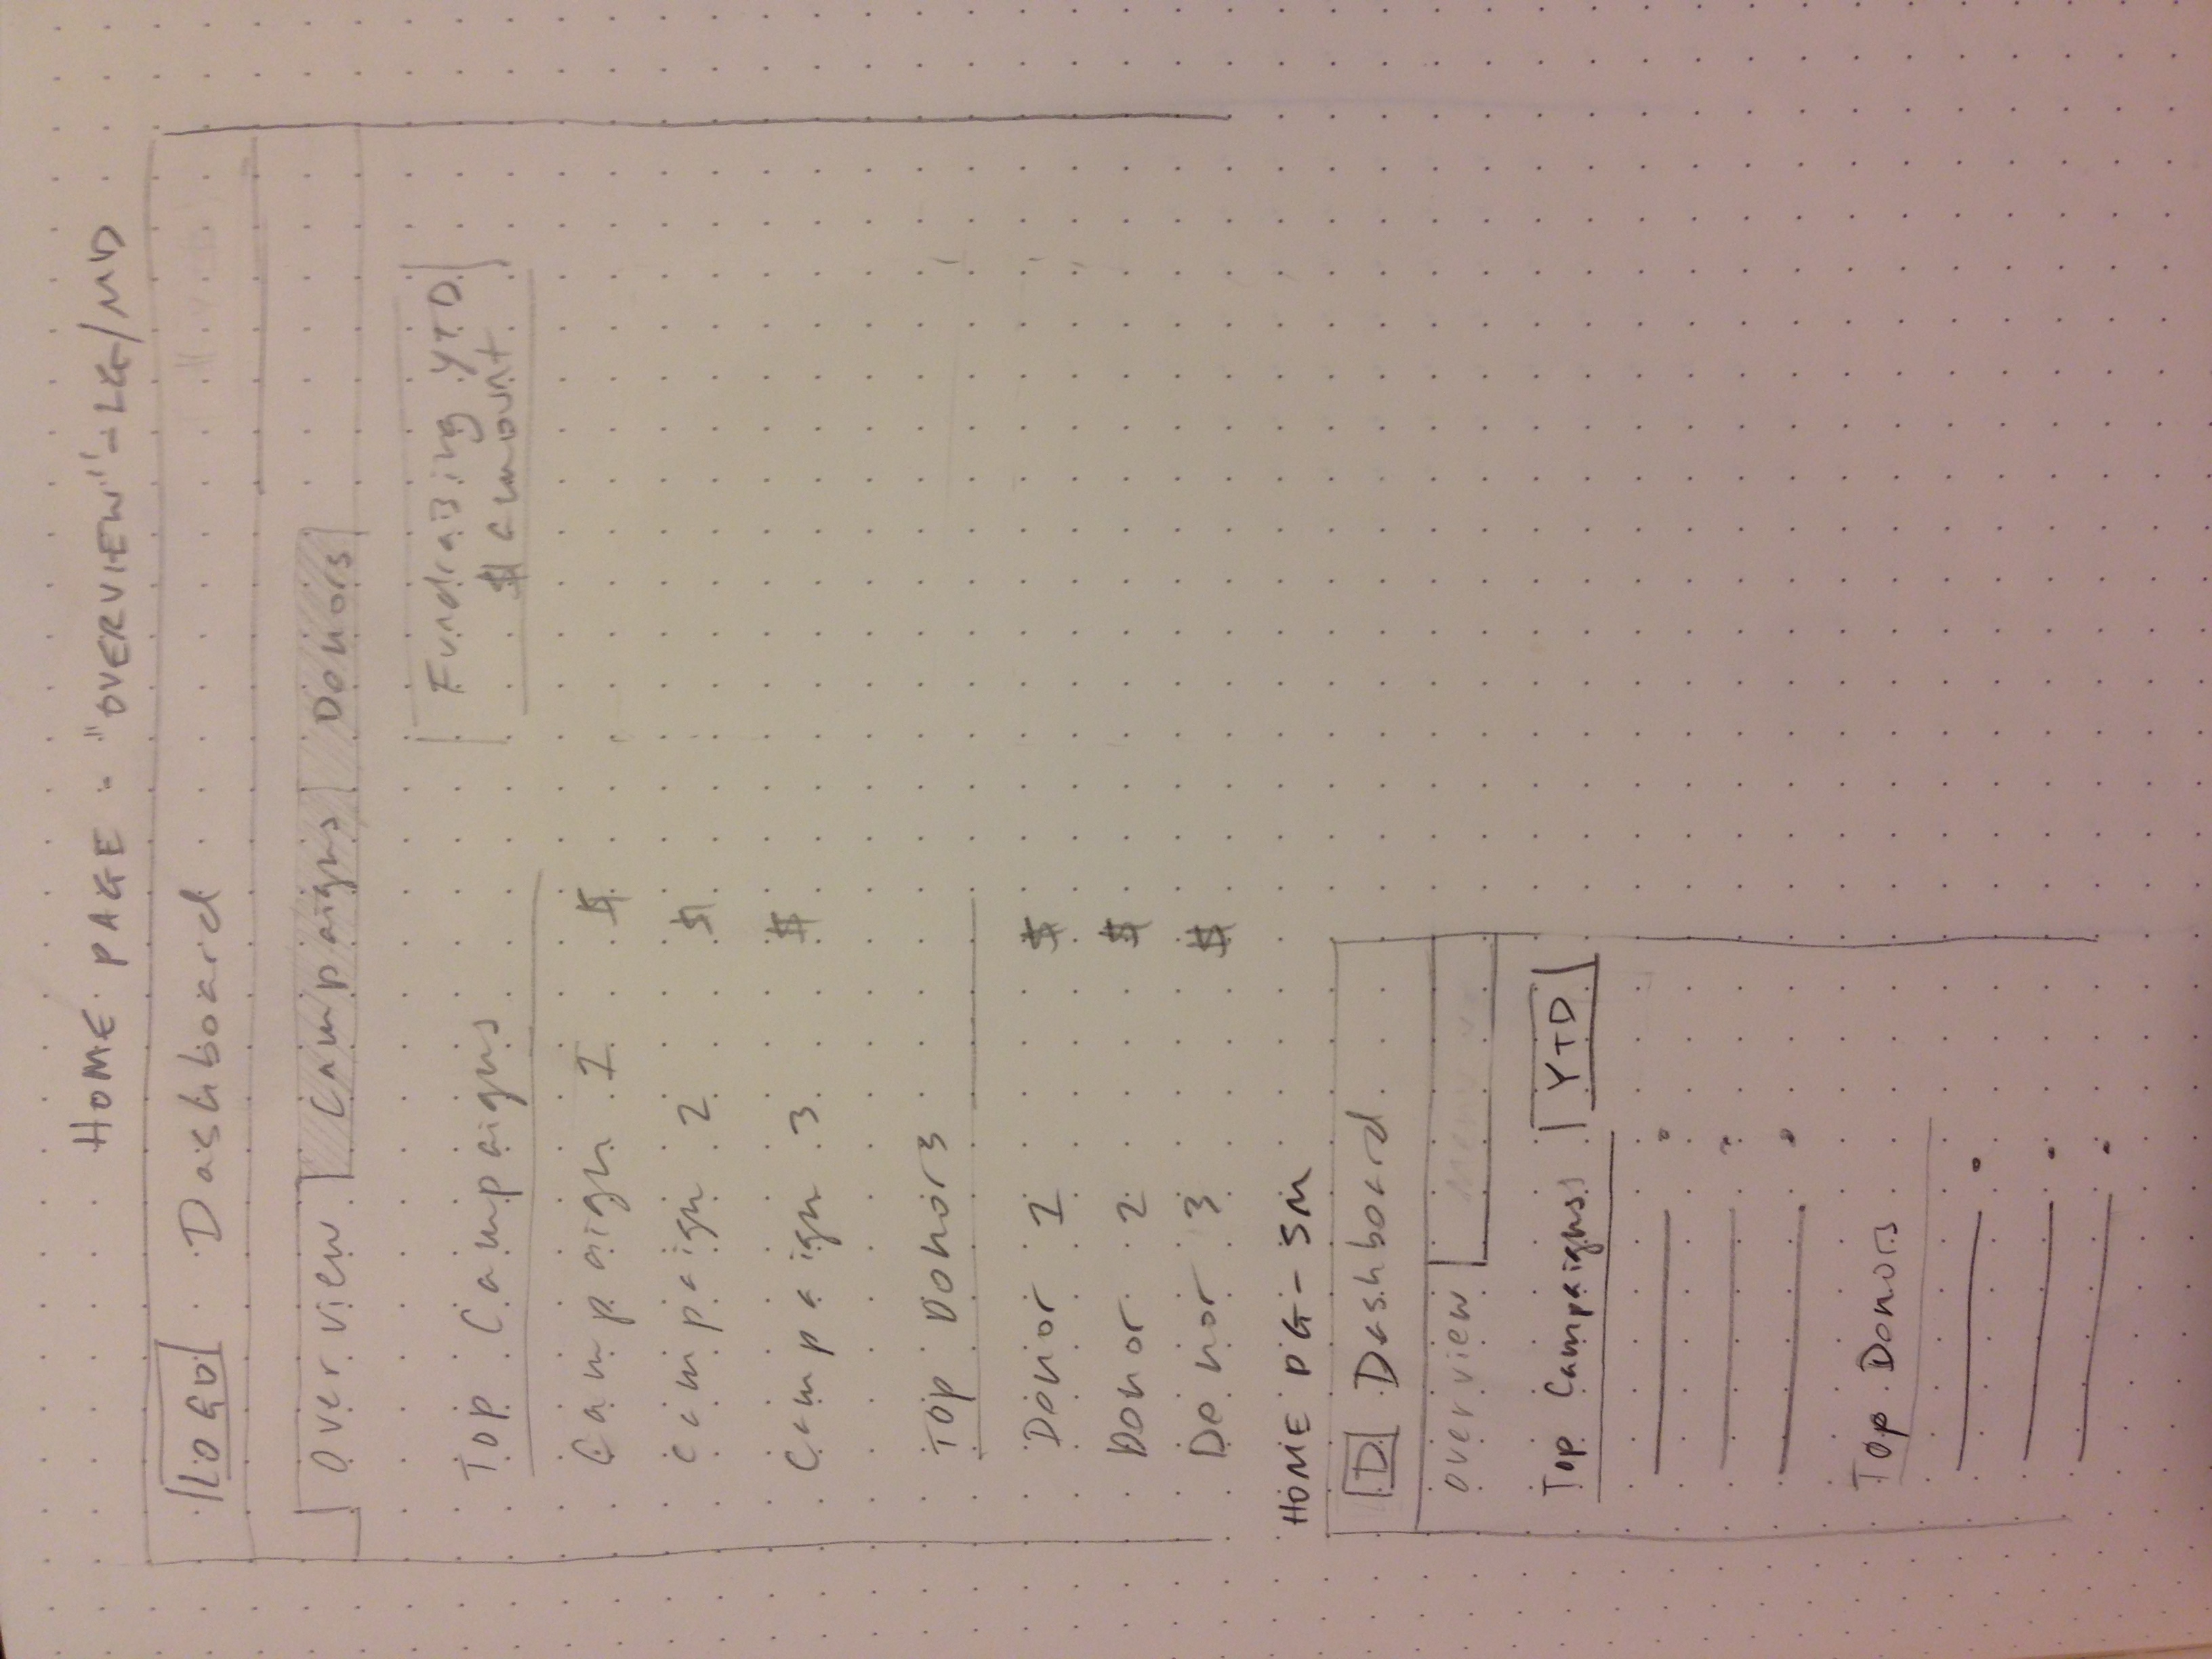 HOME PAGE - "OVERVIEW" - LG/MD
LOGO Dashboard
Overview Campaigns Donors
Fundraising YTD
$ amount
Top Campaigns
Campaign 1 $
Campaign 2 $
Campaign 3 $
Top Donors
Donor 1 $
Donor 2 $
Donor 3 $
HOME PG - SM
D Dashboard
Overview
Top Campaigns YTD
Top Donors